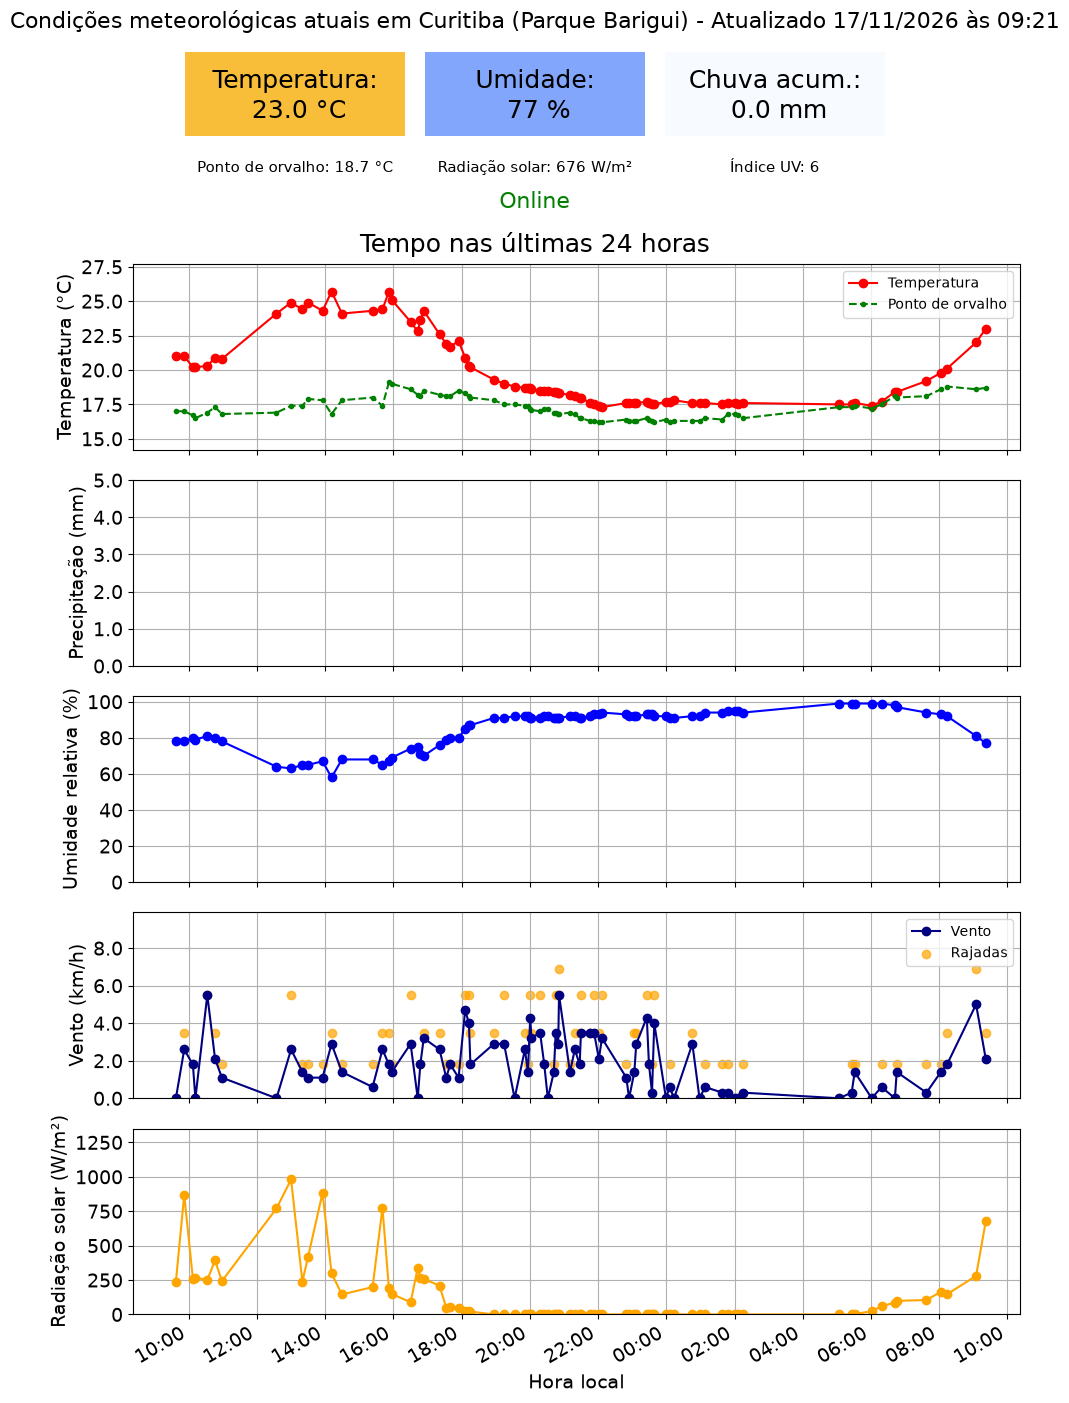 Condições meteorológicas atuais em Curitiba (Parque Barigui) - Atualizado 17/11/2026 às 09:21
Temperatura:
23.0 °C
Umidade:
77 %
Chuva acum.:
0.0 mm
Ponto de orvalho: 18.7 °C
Radiação solar: 676 W/m²
Índice UV: 6
Online
Tempo nas últimas 24 horas
Temperatura (°C)
27.5
25.0
22.5
20.0
17.5
15.0
Temperatura
Ponto de orvalho
Precipitação (mm)
5.0
4.0
3.0
2.0
1.0
0.0
Umidade relativa (%)
100
80
60
40
20
0
Vento (km/h)
8.0
6.0
4.0
2.0
0.0
Vento
Rajadas
Radiação solar (W/m²)
1250
1000
750
500
250
0
10:00
12:00
14:00
16:00
18:00
20:00
22:00
00:00
02:00
04:00
06:00
08:00
10:00
Hora local